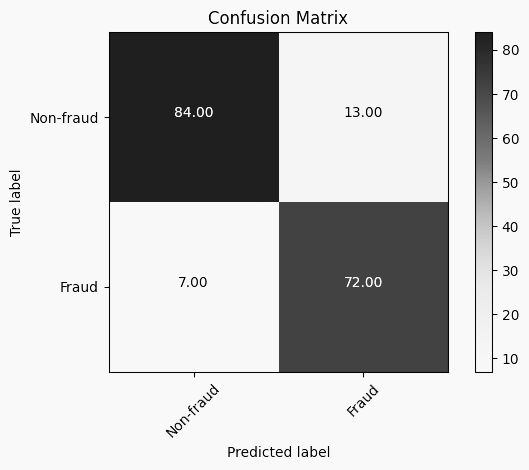 Confusion Matrix
True label
Non-fraud
84.00
13.00
Fraud
7.00
72.00
Non-fraud
Fraud
Predicted label
80
70
60
50
40
30
20
10